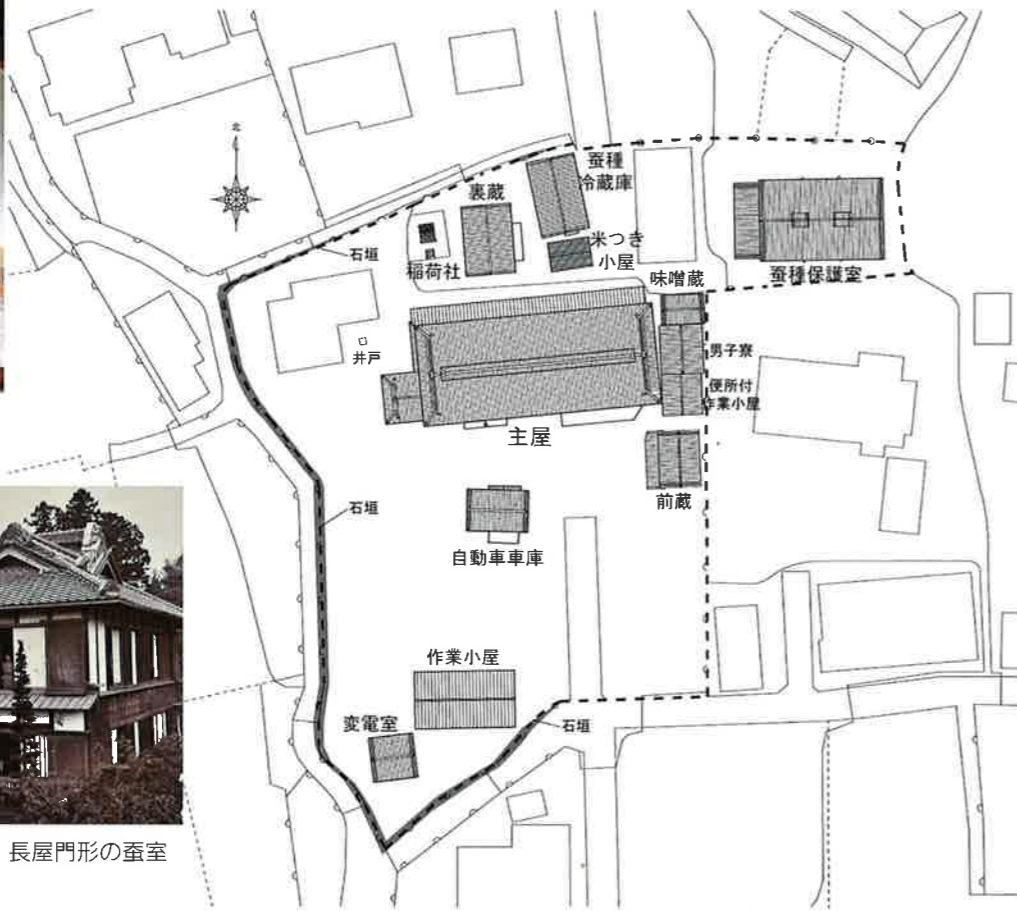 北
蚕種
冷蔵庫
裏蔵
石垣
稲荷社
米つき
小屋
味噌蔵
蚕種保護室
井戸
男子寮
便所付
作業小屋
主屋
前蔵
石垣
自動車車庫
作業小屋
変電室
石垣
長屋門形の蚕室